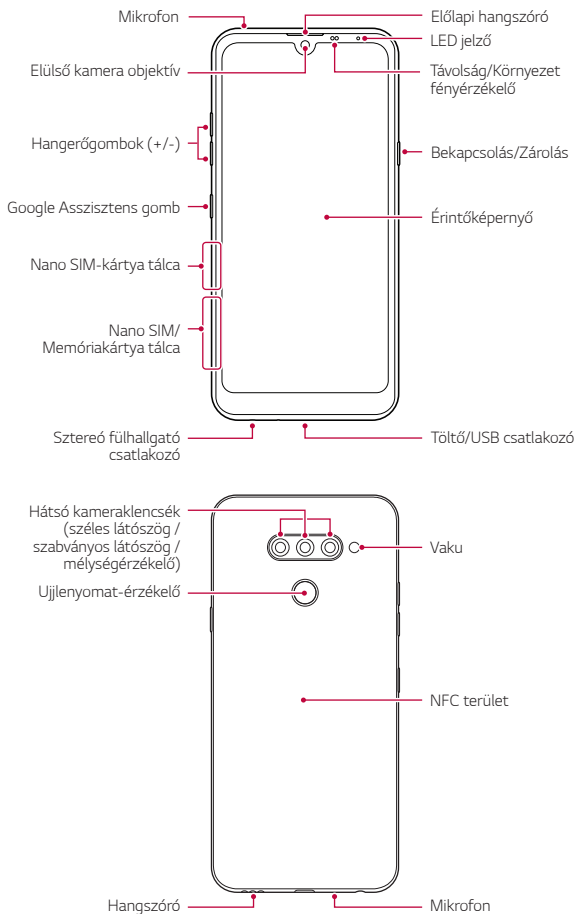 Mikrofon
Előlapi hangszóró
LED jelző
Elülső kamera objektív
Távolság/Környezet
fényérzékelő
Hangerőgombok (+/-)
Bekapcsolás/Zárolás
Google Asszisztens gomb
Érintőképernyő
Nano SIM-kártya tálca
Nano SIM/
Memóriakártya tálca
Sztereó fülhallgató
csatlakozó
Töltő/USB csatlakozó
Hátsó kameraklencsék
(széles látószög /
szabványos látószög /
mélységérzékelő)
Vaku
Ujjlenyomat-érzékelő
NFC terület
Hangszóró
Mikrofon